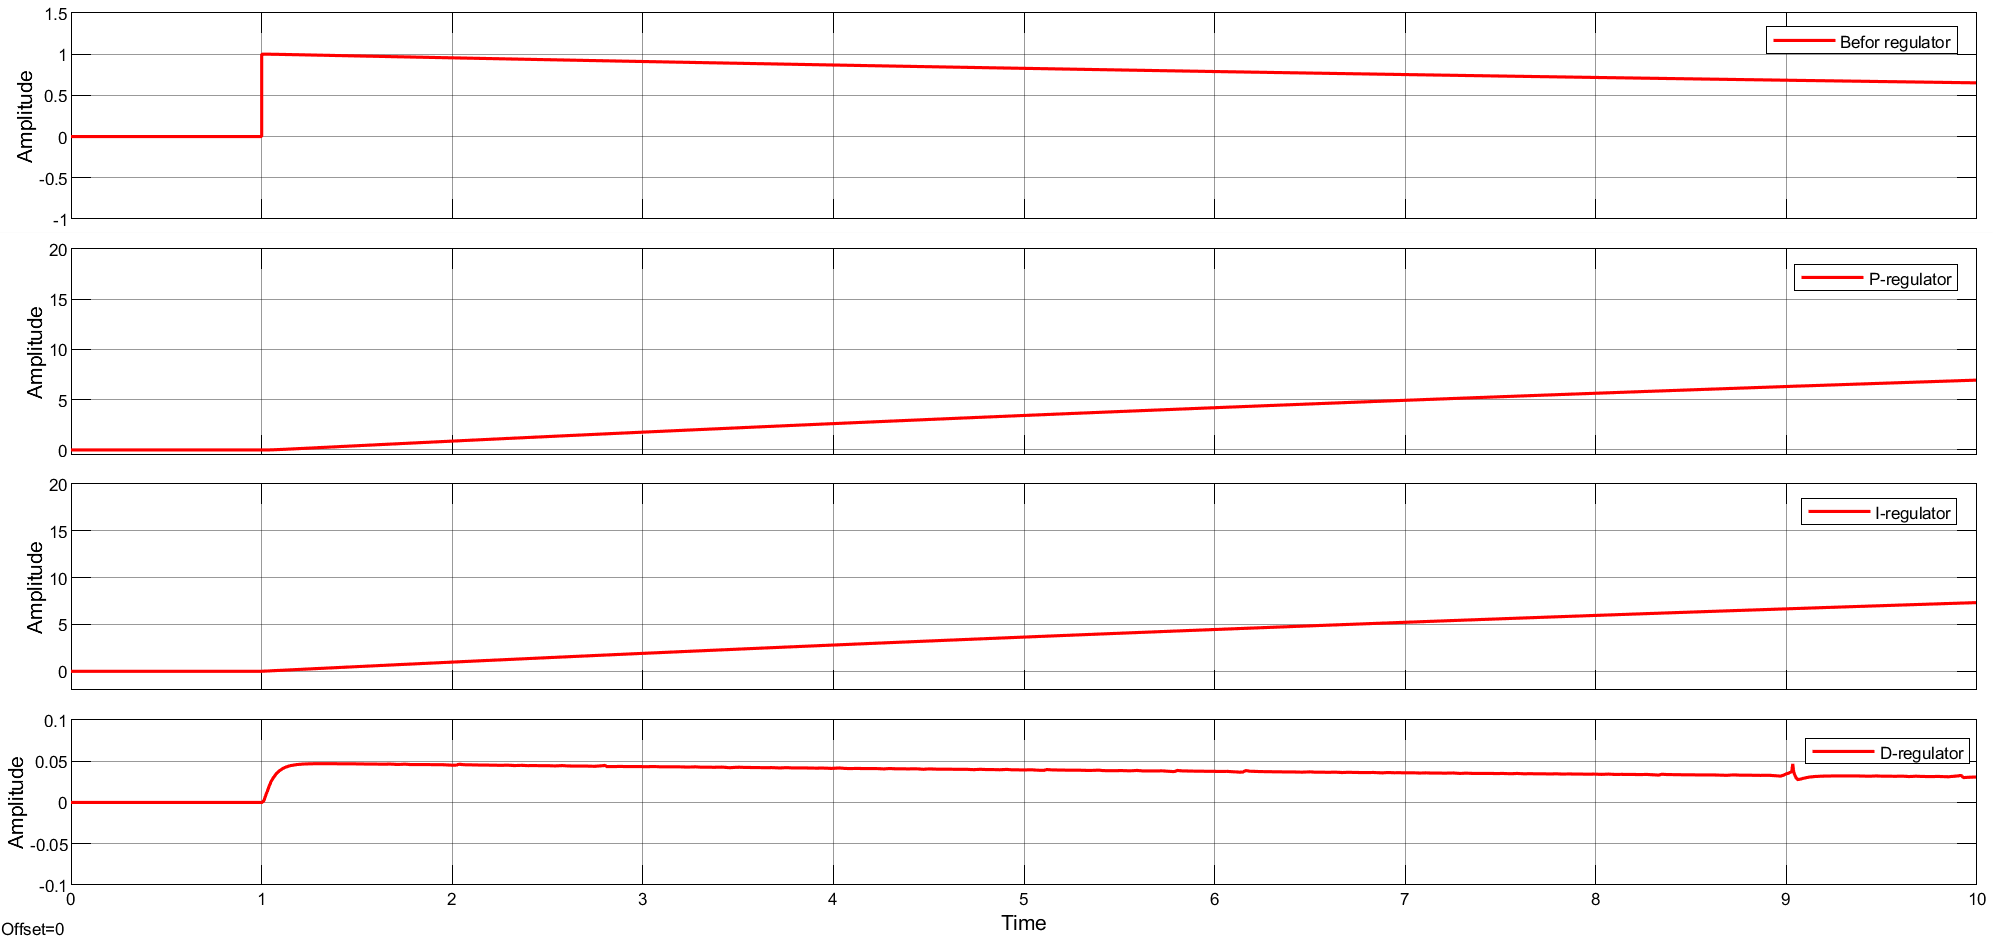 1.5
1
0.5
0
-0.5
-1
Amplitude
Befor regulator
20
15
10
5
0
Amplitude
P-regulator
20
15
10
5
0
Amplitude
I-regulator
0.1
0.05
0
-0.05
-0.1
Amplitude
D-regulator
0 1 2 3 4 5 6 7 8 9 10
Time
Offset=0